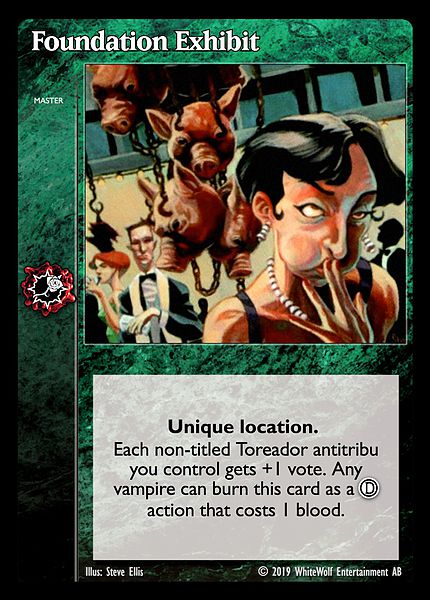 Foundation Exhibit
MASTER
Unique location.
Each non-titled Toreador antitribu
you control gets +1 vote. Any
vampire can burn this card as a Ⓓ
action that costs 1 blood.
Illus: Steve Ellis © 2019 WhiteWolf Entertainment AB